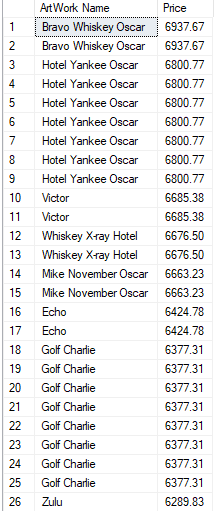 ArtWork Name Price
1 Bravo Whiskey Oscar 6937.67
2 Bravo Whiskey Oscar 6937.67
3 Hotel Yankee Oscar 6800.77
4 Hotel Yankee Oscar 6800.77
5 Hotel Yankee Oscar 6800.77
6 Hotel Yankee Oscar 6800.77
7 Hotel Yankee Oscar 6800.77
8 Hotel Yankee Oscar 6800.77
9 Hotel Yankee Oscar 6800.77
10 Victor 6685.38
11 Victor 6685.38
12 Whiskey X-ray Hotel 6676.50
13 Whiskey X-ray Hotel 6676.50
14 Mike November Oscar 6663.23
15 Mike November Oscar 6663.23
16 Echo 6424.78
17 Echo 6424.78
18 Golf Charlie 6377.31
19 Golf Charlie 6377.31
20 Golf Charlie 6377.31
21 Golf Charlie 6377.31
22 Golf Charlie 6377.31
23 Golf Charlie 6377.31
24 Golf Charlie 6377.31
25 Golf Charlie 6377.31
26 Zulu 6289.83